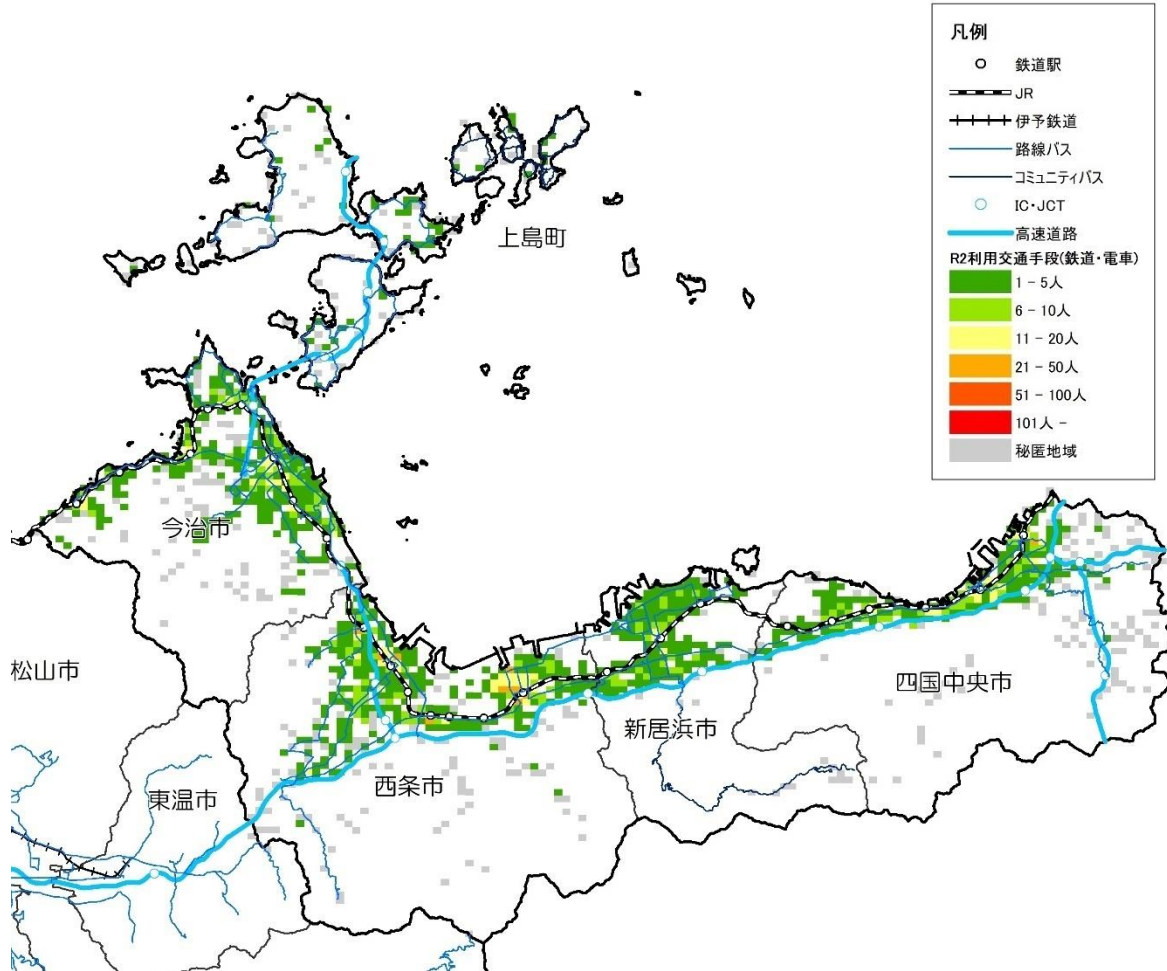 凡例
鉄道駅
JR
伊予鉄道
路線バス
コミュニティバス
IC・JCT
高速道路
R2利用交通手段(鉄道・電車)
1 - 5人
6 - 10人
11 - 20人
21 - 50人
51 - 100人
101人 -
秘匿地域
上島町
今治市
松山市
四国中央市
新居浜市
西条市
東温市